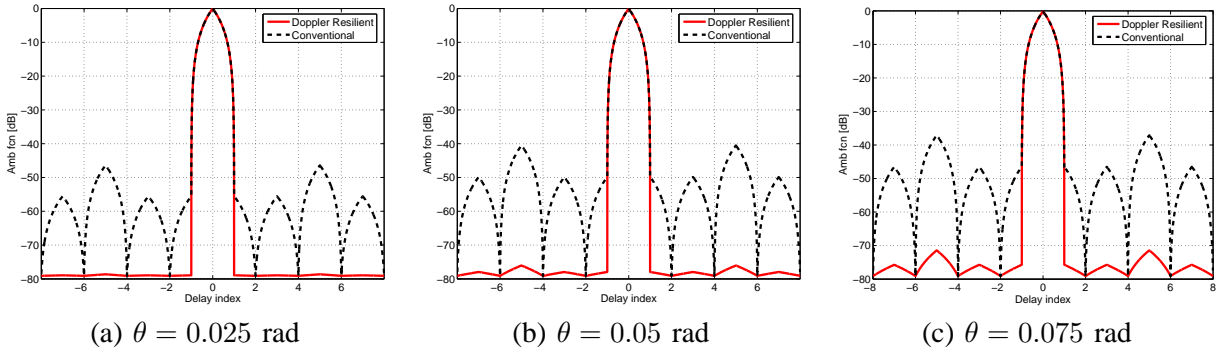 0
−10
−20
−30
−40
−50
−60
−70
−80
Amb fcn [dB]
Doppler Resilient
Conventional
−6 −4 −2 0 2 4 6
Delay index
(a) θ = 0.025 rad
0
−10
−20
−30
−40
−50
−60
−70
−80
Amb fcn [dB]
Doppler Resilient
Conventional
−6 −4 −2 0 2 4 6
Delay index
(b) θ = 0.05 rad
0
−10
−20
−30
−40
−50
−60
−70
−80
Amb fcn [dB]
Doppler Resilient
Conventional
−8 −6 −4 −2 0 2 4 6 8
Delay index
(c) θ = 0.075 rad